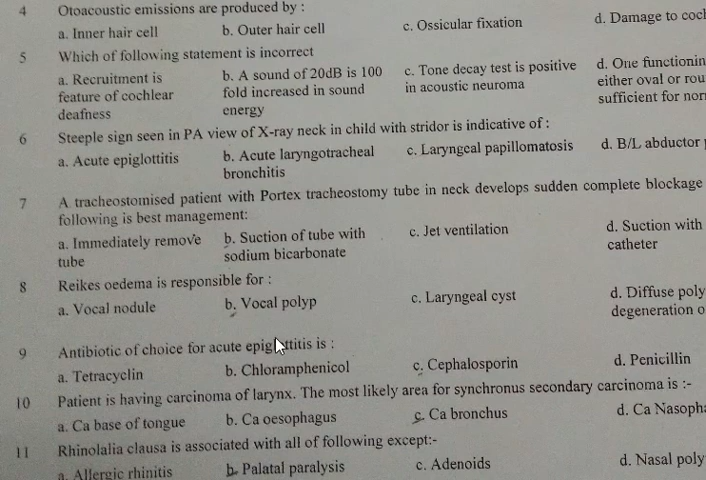 4 Otoacoustic emissions are produced by :
a. Inner hair cell b. Outer hair cell c. Ossicular fixation d. Damage to
5 Which of following statement is incorrect
a. Recruitment is b. A sound of 20dB is 100 c. Tone decay test is positive d. One
feature of cochlear fold increased in sound in acoustic neuroma either oval or
deafness energy sufficient for
6 Steeple sign seen in PA view of X-ray neck in child with stridor is indicative of :
a. Acute epiglottitis b. Acute laryngotracheal c. Laryngeal papillomatosis d. B/L abductor
bronchitis
7 A tracheostomised patient with Portex tracheostomy tube in neck develops sudden complete blockage
following is best management:
a. Immediately remove b. Suction of tube with c. Jet ventilation d. Suction with
tube sodium bicarbonate catheter
8 Reikes oedema is responsible for :
a. Vocal nodule b. Vocal polyp c. Laryngeal cyst d. Diffuse poly
degeneration o
9 Antibiotic of choice for acute epiglottitis is :
a. Tetracyclin b. Chloramphenicol c. Cephalosporin d. Penicillin
10 Patient is having carcinoma of larynx. The most likely area for synchronus secondary carcinoma is :-
a. Ca base of tongue b. Ca oesophagus c. Ca bronchus d. Ca Nasoph
11 Rhinolalia clausa is associated with all of following except:-
a. Allergic rhinitis b. Palatal paralysis c. Adenoids d. Nasal poly